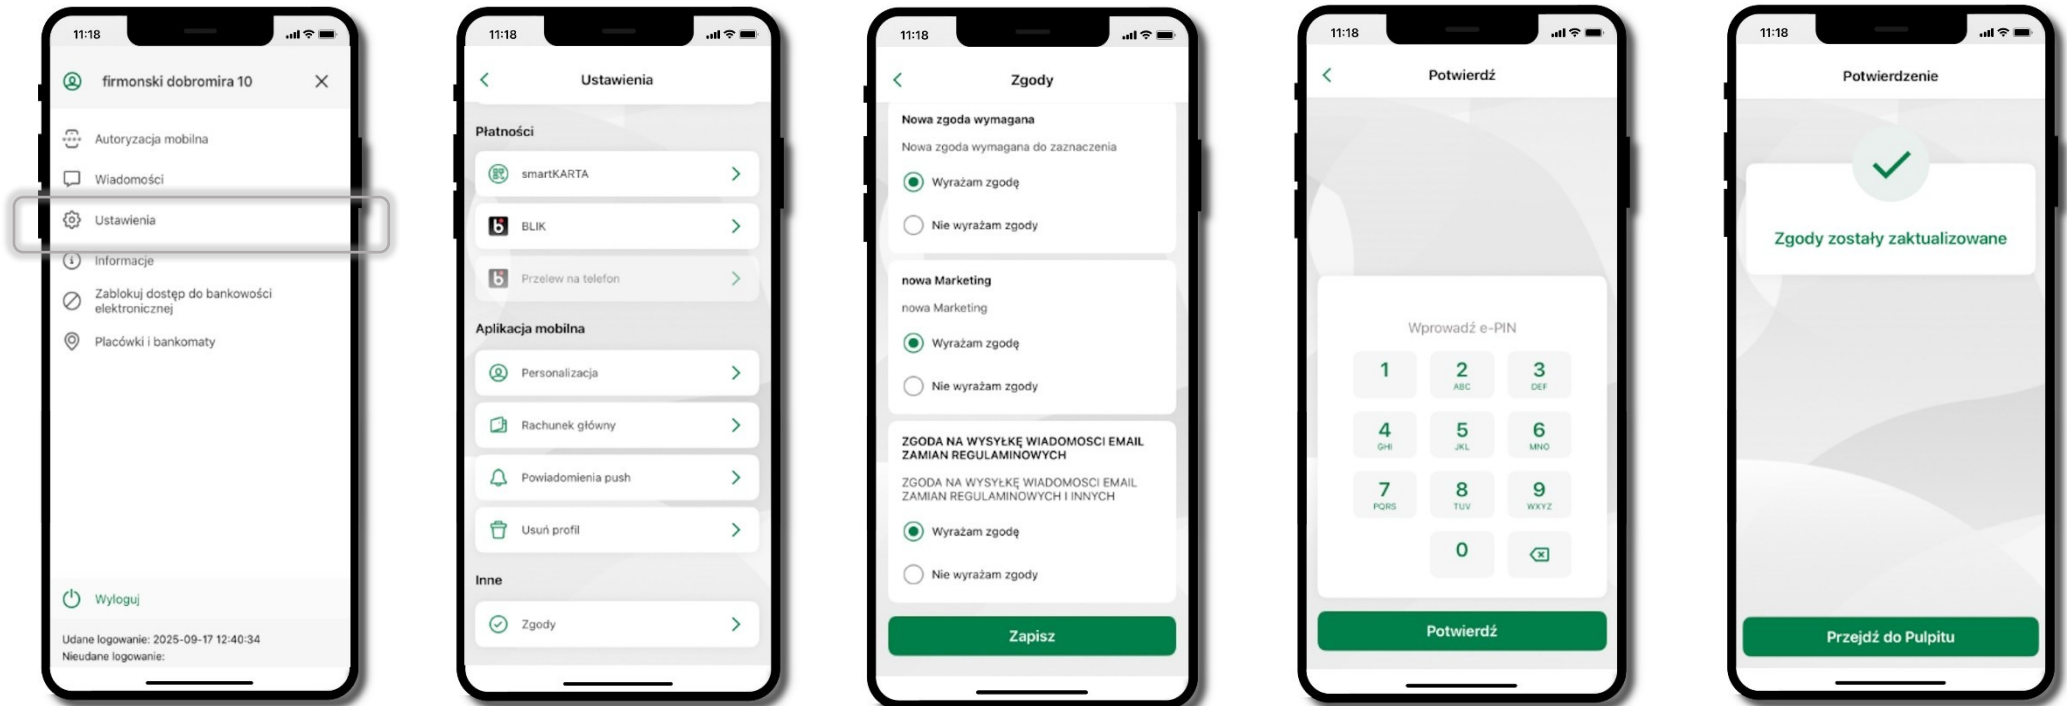 11:18
firmonski dobromira 10
Autoryzacja mobilna
Wiadomości
Ustawienia
Informacje
Zablokuj dostęp do bankowości
elektronicznej
Placówki i bankomaty
Wyloguj
Udane logowanie: 2025-09-17 12:40:34
Nieudane logowanie:
11:18
Ustawienia
Płatności
smartKARTA
BLIK
Przelew na telefon
Aplikacja mobilna
Personalizacja
Rachunek główny
Powiadomienia push
Usuń profil
Inne
Zgody
11:18
Zgody
Nowa zgoda wymagana
Nowa zgoda wymagana do zaznaczenia
Wyrażam zgodę
Nie wyrażam zgody
nowa Marketing
nowa Marketing
Wyrażam zgodę
Nie wyrażam zgody
ZGODA NA WYSYŁKĘ WIADOMOSCI EMAIL
ZAMIAN REGULAMINOWYCH
ZGODA NA WYSYŁKĘ WIADOMOSCI EMAIL
ZAMIAN REGULAMINOWYCH I INNYCH
Wyrażam zgodę
Nie wyrażam zgody
Zapisz
11:18
Potwierdź
Wprowadź e-PIN
1 2 3
ABC DEF
4 5 6
GHI JKL MNO
7 8 9
PQRS TUV WXYZ
0
Potwierdź
11:18
Potwierdzenie
Zgody zostały zaktualizowane
Przejdź do Pulpitu